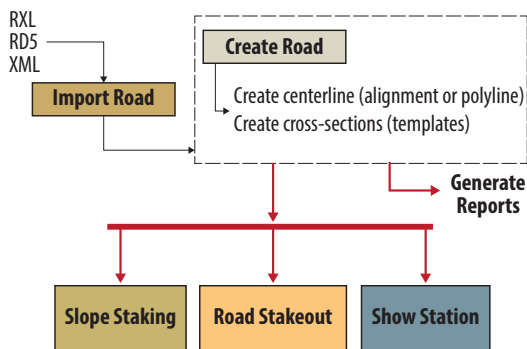 RXL
RD5
XML
Import Road
Create Road
Create centerline (alignment or polyline)
Create cross-sections (templates)
Generate
Reports
Slope Staking
Road Stakeout
Show Station